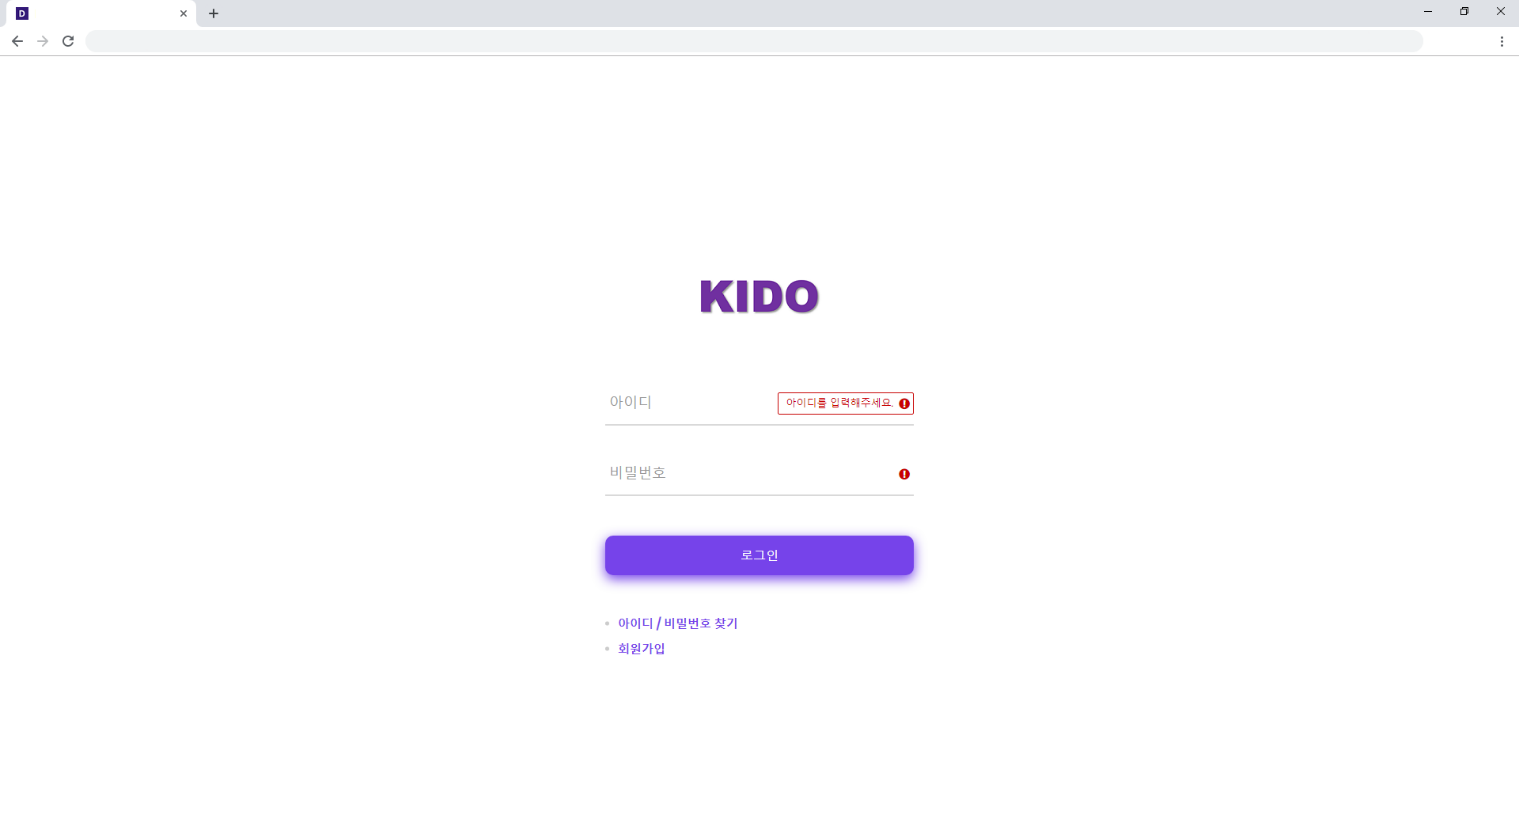 D
KIDO
아이디
아이디를 입력해주세요.
비밀번호
로그인
아이디 / 비밀번호 찾기
회원가입